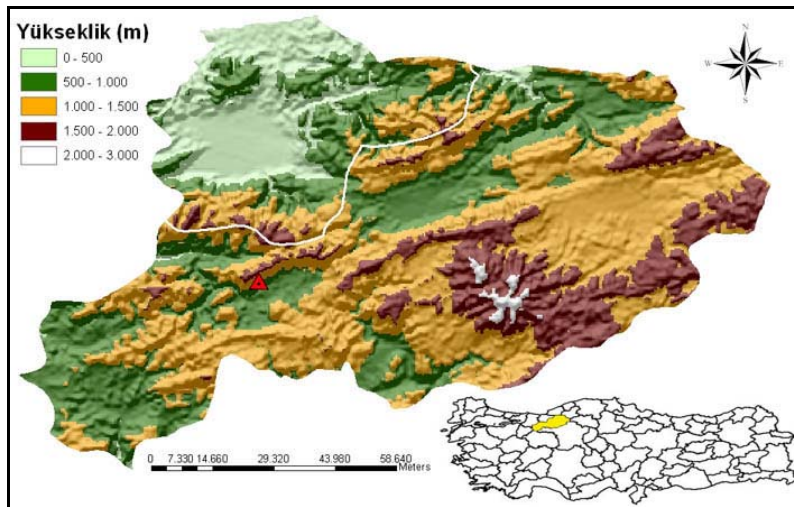 Yükseklik (m)
0 - 500
500 - 1.000
1.000 - 1.500
1.500 - 2.000
2.000 - 3.000
N
W
E
S
0 7.330 14.660 29.320 43.980 58.640
Meters